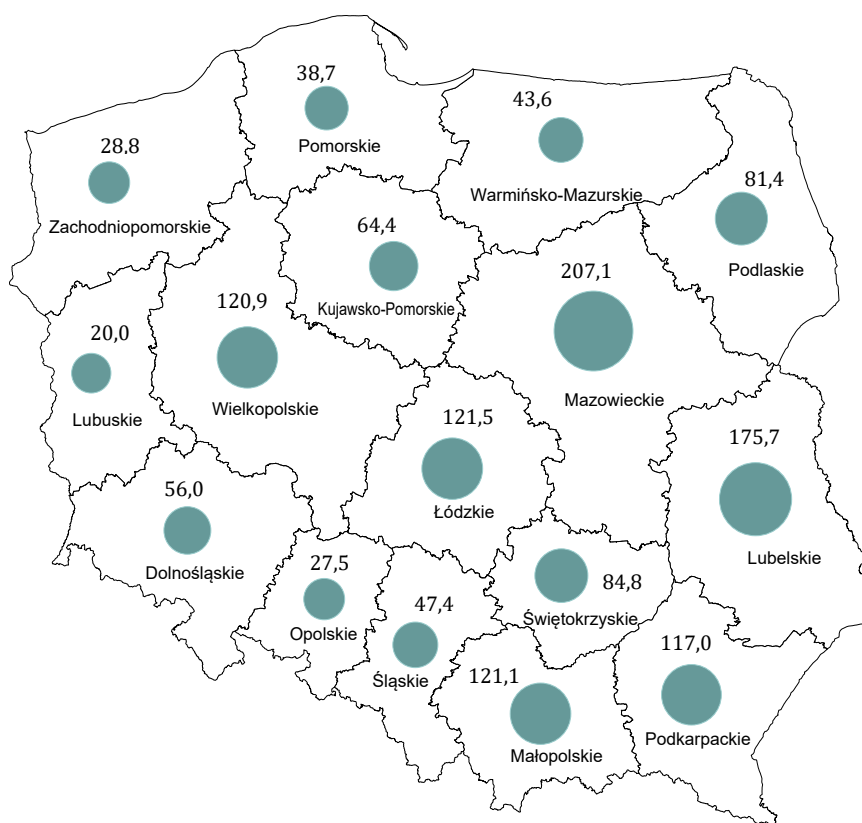 38,7
Pomorskie
43,6
Warmińsko-Mazurskie
28,8
Zachodniopomorskie
81,4
Podlaskie
64,4
Kujawsko-Pomorskie
207,1
Mazowieckie
120,9
Wielkopolskie
20,0
Lubuskie
121,5
Łódzkie
175,7
Lubelskie
56,0
Dolnośląskie
27,5
Opolskie
47,4
Śląskie
84,8
Świętokrzyskie
121,1
Małopolskie
117,0
Podkarpackie